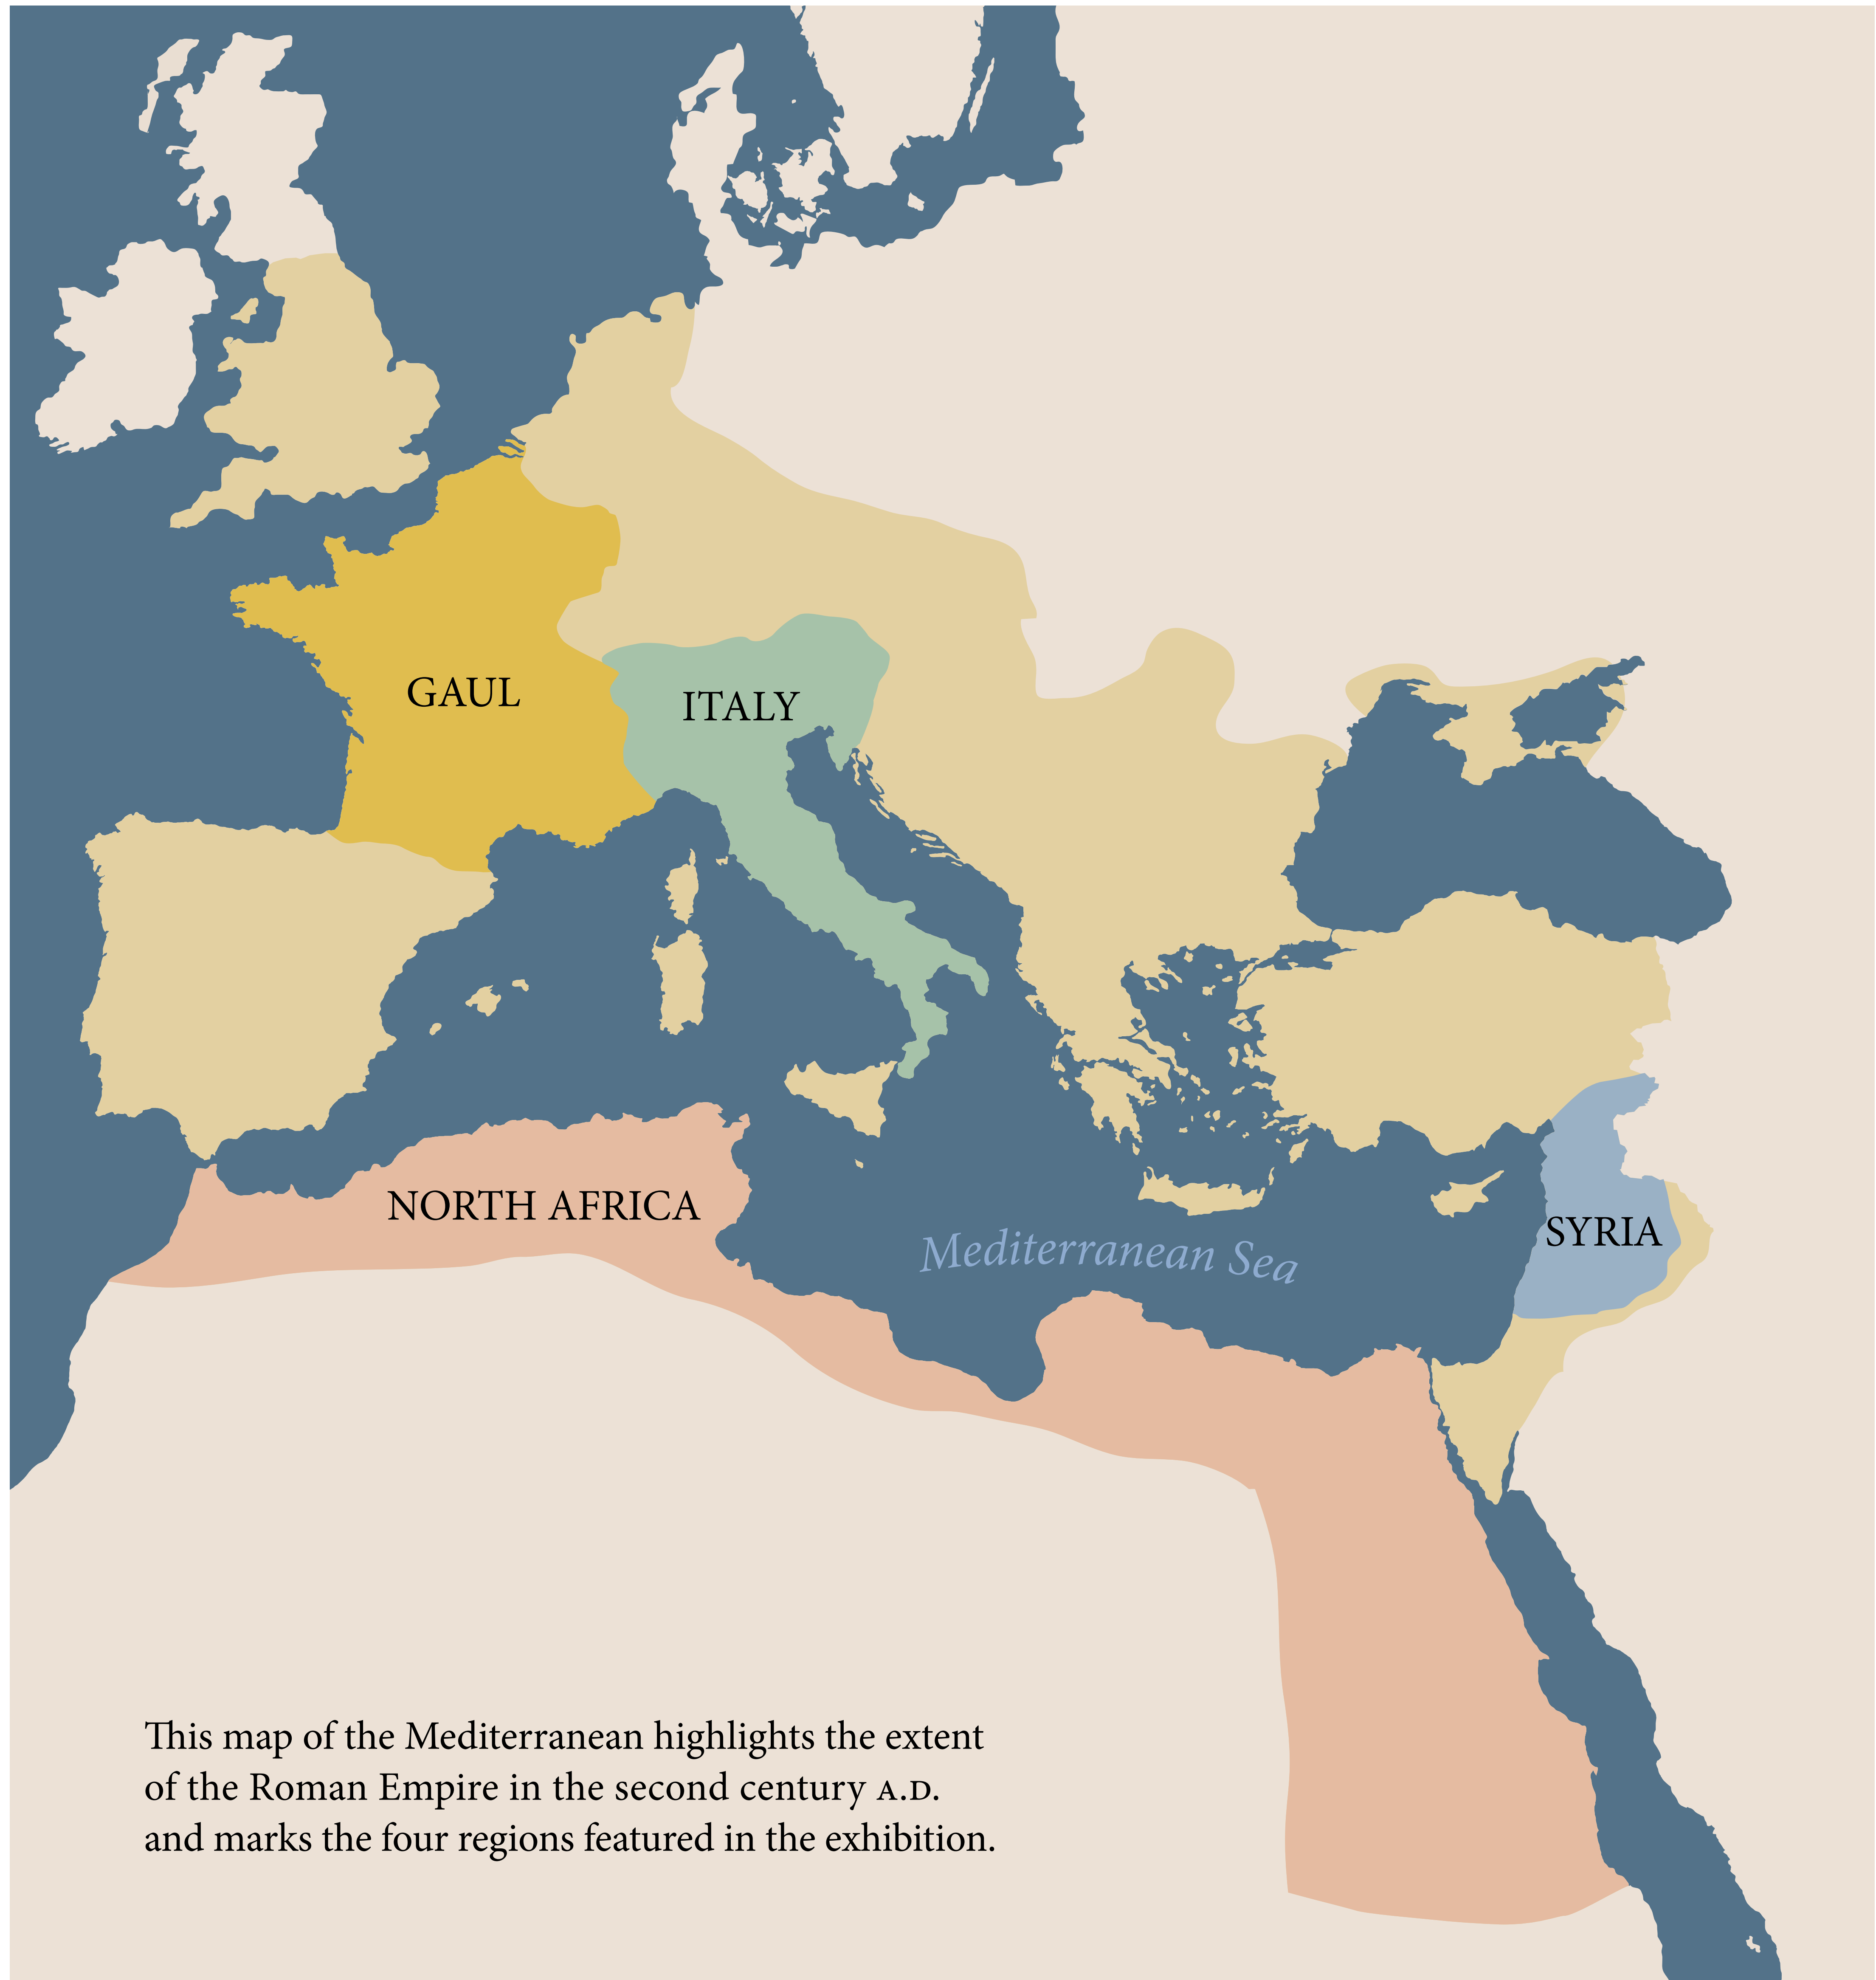 GAUL
ITALY
NORTH AFRICA
Mediterranean Sea
SYRIA
This map of the Mediterranean highlights the extent
of the Roman Empire in the second century A.D.
and marks the four regions featured in the exhibition.